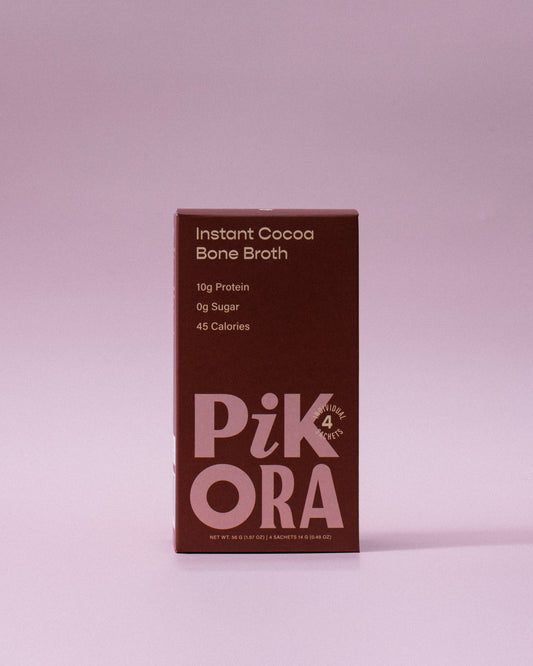 Instant Cocoa
Bone Broth
10g Protein
0g Sugar
45 Calories
PiK
ORA
INDIVIDUAL
4
SACHETS
NET WT. 56 G (1.97 OZ) | 4 SACHETS 14 G (0.49 OZ)